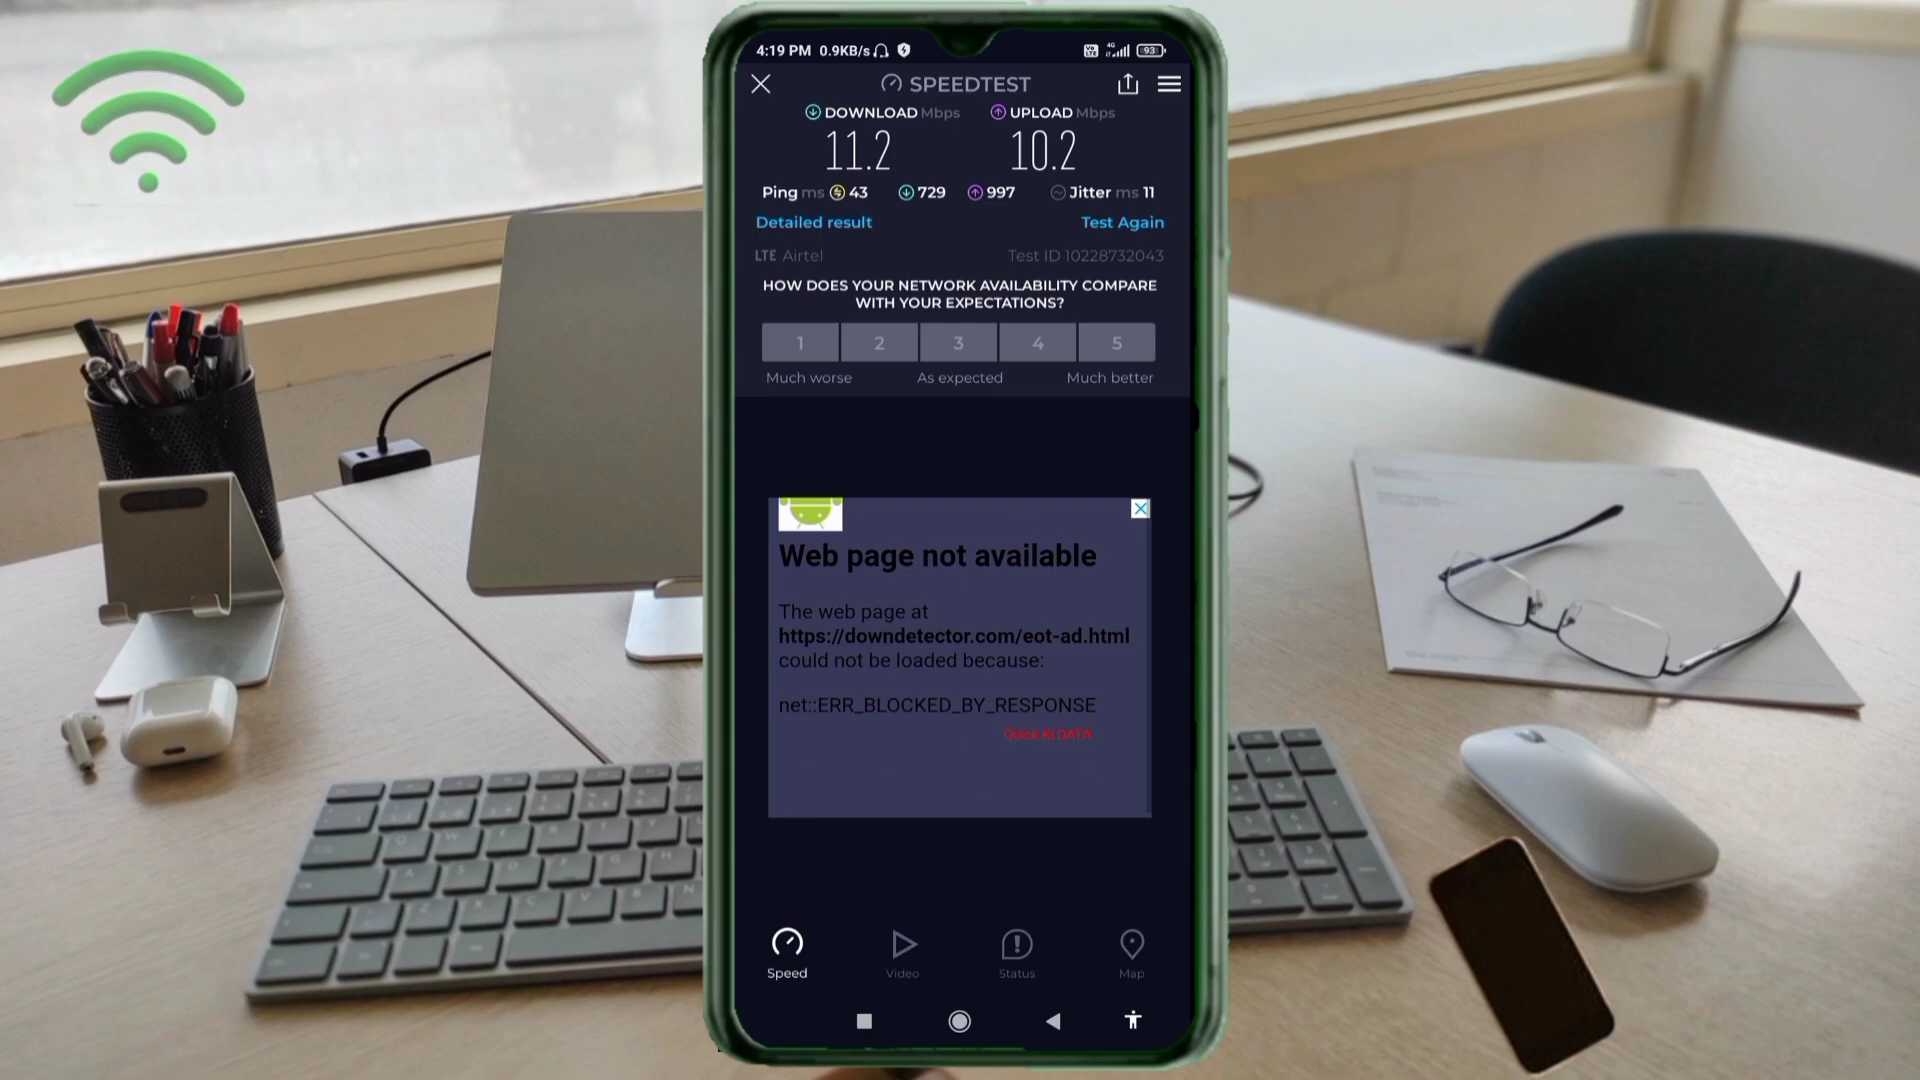 4:19 PM 0.9KB/s 4G 93
SPEEDTEST
DOWNLOAD Mbps UPLOAD Mbps
11.2 10.2
Ping ms 43 729 997 Jitter ms 11
Detailed result Test Again
LTE Airtel Test ID 10228732043
HOW DOES YOUR NETWORK AVAILABILITY COMPARE
WITH YOUR EXPECTATIONS?
1 2 3 4 5
Much worse As expected Much better
Web page not available
The web page at
https://downdetector.com/eot-ad.html
could not be loaded because:
net::ERR_BLOCKED_BY_RESPONSE
DATA
Speed Video Status Map